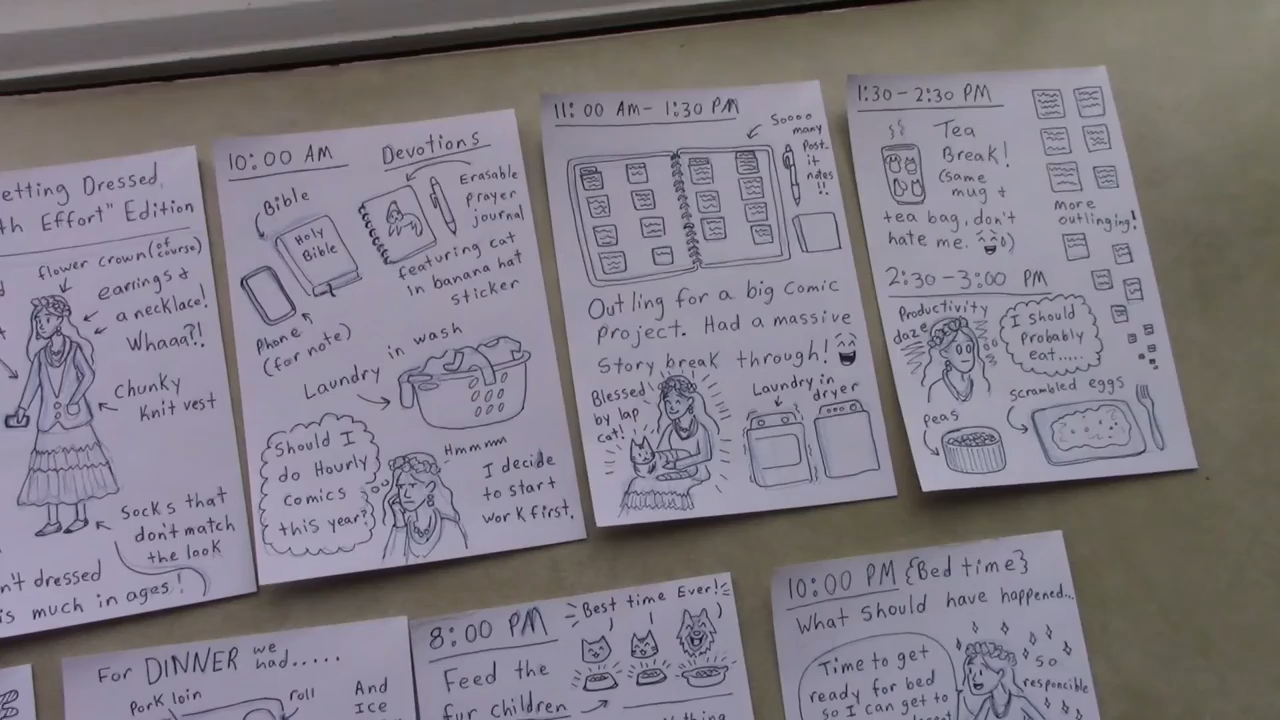 etting Dressed,
th Effort" Edition
flower crown (of course)
earrings &
a necklace!
Whaaa?!
Chunky
Knit vest
Socks that
don't match
the look
n't dressed
is much in ages!
10:00 AM
Devotions
Bible
Holy
Bible
Erasable
prayer
journal
featuring cat
in banana hat
sticker
Phone
(for note)
in wash
Laundry
Should I
do Hourly
comics
this year?
Hmmmm
I decide
to start
work first.
11:00 AM - 1:30 PM
Soooo
many
Post-
it
notes
!!
Outling for a big Comic
project. Had a massive
Story break through!
Blessed
by lap
cat!
Laundry in
dryer
1:30 - 2:30 PM
Tea
Break!
(same
mug &
tea bag, don't
hate me. )
more
outlinging!
2:30 - 3:00 PM
Productivity
daze
I should
probably
eat.....
peas
scrambled eggs
For DINNER we
had.....
Pork loin
roll
And
Ice
8:00 PM
Best time Ever!
Feed the
fur children
thing
10:00 PM {Bed time}
What Should have happened...
Time to get
ready for bed
so I can get to
so
responcible